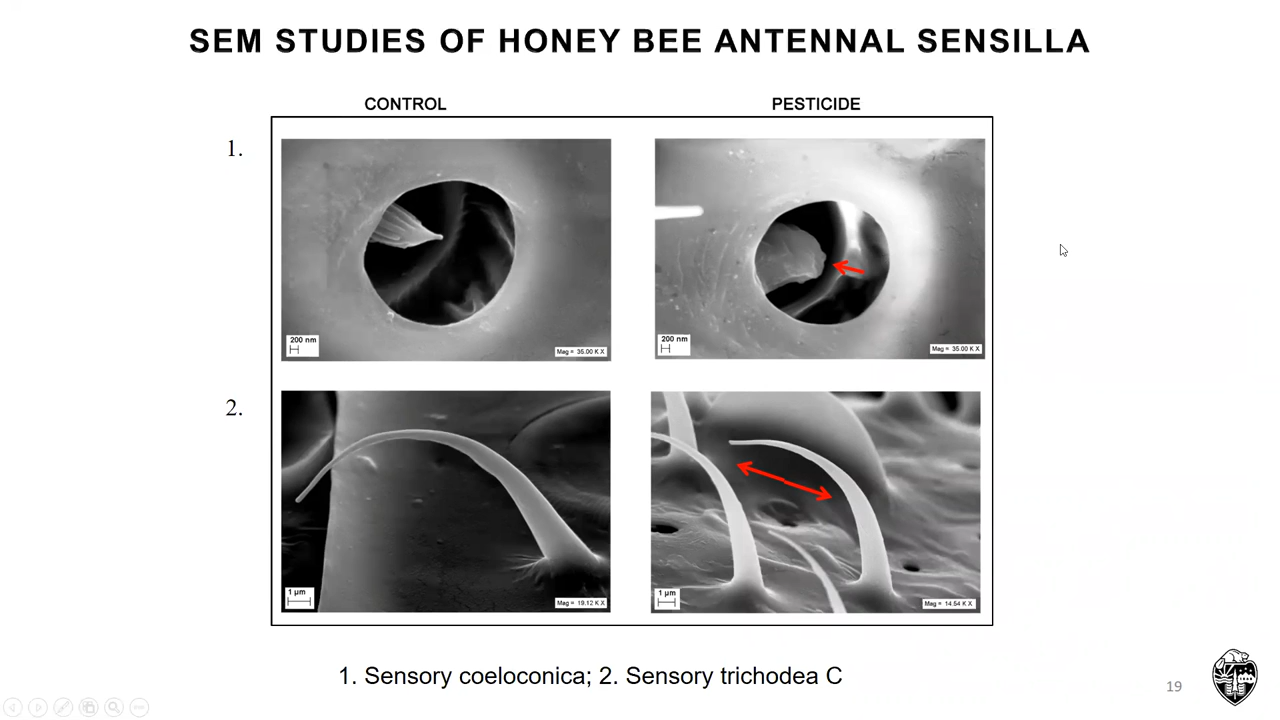 SEM STUDIES OF HONEY BEE ANTENNAL SENSILLA
CONTROL
PESTICIDE
1.
200 nm
Mag = 35.00 K X
200 nm
Mag = 35.00 K X
2.
1 µm
Mag = 19.12 K X
1 µm
Mag = 14.54 K X
1. Sensory coeloconica; 2. Sensory trichodea C
19